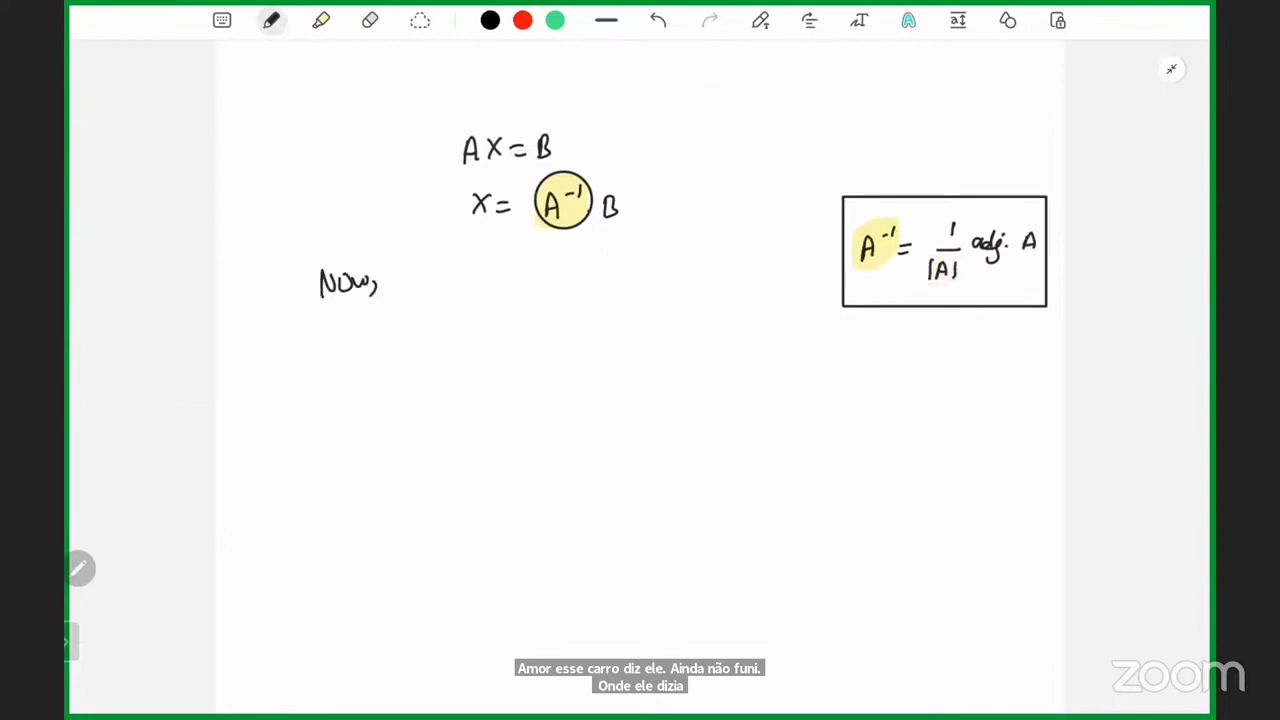 AX = B
X = A⁻¹ B
A⁻¹ = 1/|A| adj. A
Now,
Amor esse carro diz ele. Ainda não funi.
Onde ele dizia
zoom